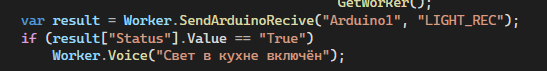 GetWorker();
var result = Worker.SendArduinoRecive("Arduino1", "LIGHT_REC");
if (result["Status"].Value == "True")
Worker.Voice("Свет в кухне включён");